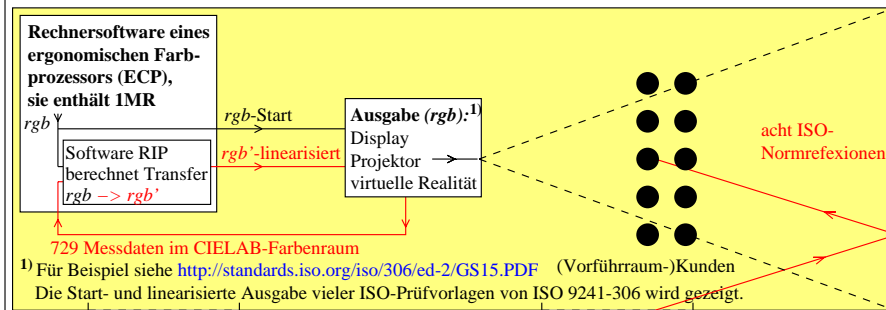 Rechnersoftware eines
ergonomischen Farb-
prozessors (ECP),
sie enthält 1MR
rgb
rgb-Start
Software RIP
berechnet Transfer
rgb –> rgb'
rgb'-linearisiert
Ausgabe (rgb):1)
Display
Projektor
virtuelle Realität
acht ISO-
Normrefexionen
729 Messdaten im CIELAB-Farbenraum
1) Für Beispiel siehe http://standards.iso.org/iso/306/ed-2/GS15.PDF
(Vorführraum-)Kunden
Die Start- und linearisierte Ausgabe vieler ISO-Prüfvorlagen von ISO 9241-306 wird gezeigt.